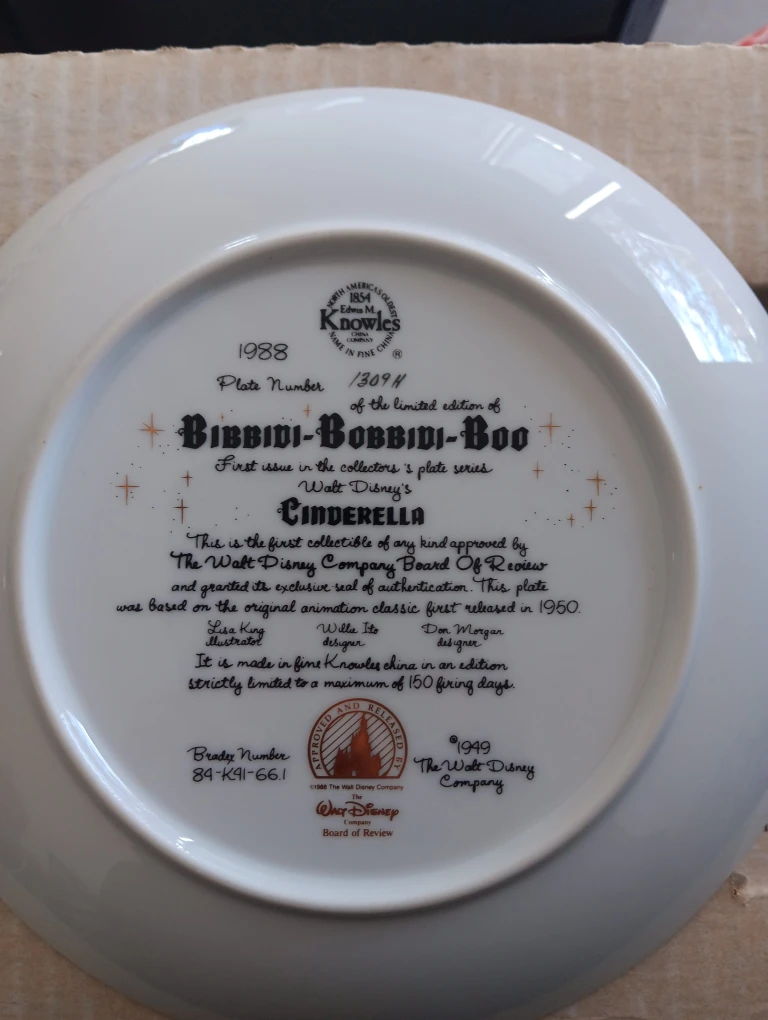 NORTH AMERICA'S OLDEST
1854
Edwin M.
Knowles
CHINA
COMPANY
NAME IN FINE CHINA
®
1988
Plate Number 1309H
of the limited edition of
BIBBIDI-BOBBIDI-BOO
First issue in the collectors's plate series
Walt Disney's
CINDERELLA
This is the first collectible of any kind approved by
The Walt Disney Company Board Of Review
and granted its exclusive seal of authentication. This plate
was based on the original animation classic first released in 1950.
Lisa King Willie Ito Don Morgan
illustrator designer designer
It is made in fine Knowles china in an edition
strictly limited to a maximum of 150 firing days.
APPROVED AND RELEASED BY
Bradex Number
84-K41-66.1
©1949
The Walt Disney
Company
©1988 The Walt Disney Company
The
WALT DISNEY
Company
Board of Review